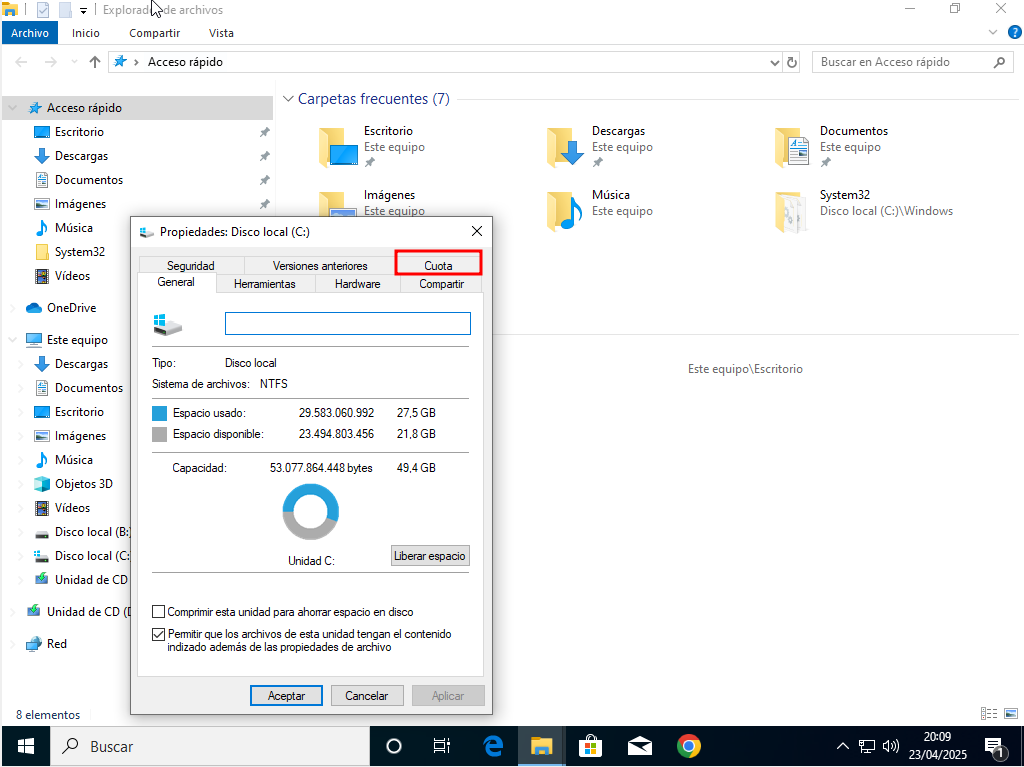 Explorador de archivos
Archivo Inicio Compartir Vista
Acceso rápido
Buscar en Acceso rápido
Acceso rápido
Escritorio
Descargas
Documentos
Imágenes
Música
System32
Vídeos
OneDrive
Este equipo
Descargas
Documentos
Escritorio
Imágenes
Música
Objetos 3D
Vídeos
Disco local (B:)
Disco local (C:
Unidad de CD
Unidad de CD (D
Red
8 elementos
Carpetas frecuentes (7)
Escritorio
Este equipo
Descargas
Este equipo
Documentos
Este equipo
Imágenes
Este equipo
Música
Este equipo
System32
Disco local (C:)\Windows
Este equipo\Escritorio
Propiedades: Disco local (C:)
Seguridad Versiones anteriores Cuota
General Herramientas Hardware Compartir
Tipo: Disco local
Sistema de archivos: NTFS
Espacio usado: 29.583.060.992 27,5 GB
Espacio disponible: 23.494.803.456 21,8 GB
Capacidad: 53.077.864.448 bytes 49,4 GB
Unidad C:
Liberar espacio
Comprimir esta unidad para ahorrar espacio en disco
Permitir que los archivos de esta unidad tengan el contenido
indizado además de las propiedades de archivo
Aceptar Cancelar Aplicar
Buscar
20:09
23/04/2025
1